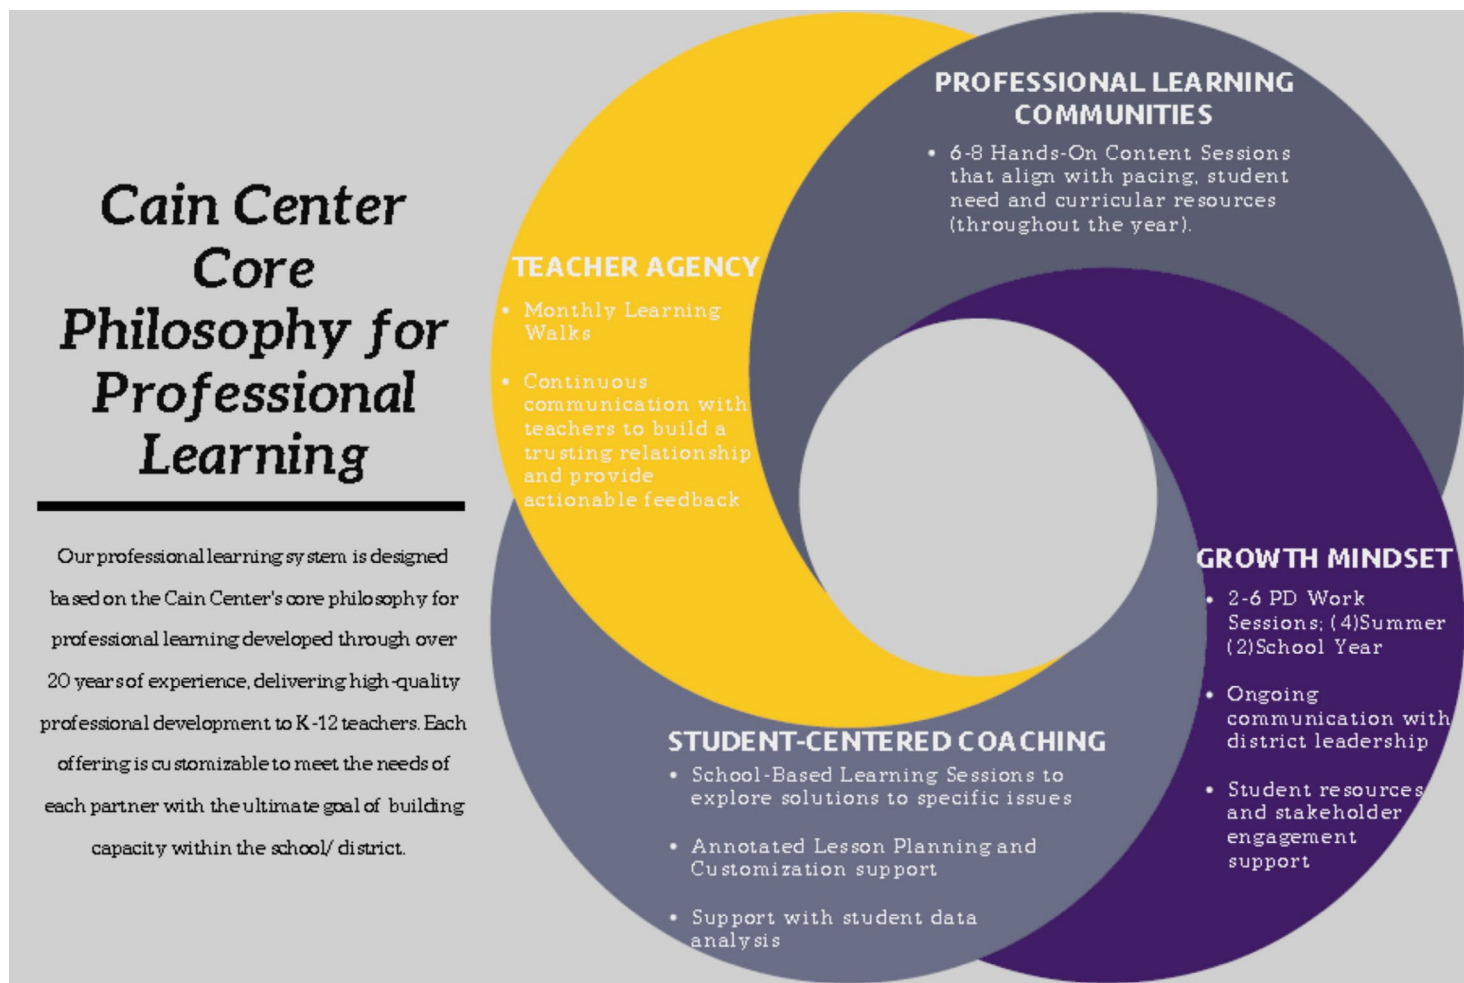 Cain Center
Core
Philosophy for
Professional
Learning
Our professional learning system is designed
based on the Cain Center's core philosophy for
professional learning developed through over
20 years of experience, delivering high-quality
professional development to K-12 teachers. Each
offering is customizable to meet the needs of
each partner with the ultimate goal of building
capacity within the school/ district.
TEACHER AGENCY
• Monthly Learning
Walks
• Continuous
communication with
teachers to build a
trusting relationship
and provide
actionable feedback
PROFESSIONAL LEARNING
COMMUNITIES
• 6-8 Hands-On Content Sessions
that align with pacing, student
need and curricular resources
(throughout the year).
GROWTH MINDSET
• 2-6 PD Work
Sessions; (4)Summer
(2)School Year
• Ongoing
communication with
district leadership
• Student resources
and stakeholder
engagement
support
STUDENT-CENTERED COACHING
• School-Based Learning Sessions to
explore solutions to specific issues
• Annotated Lesson Planning and
Customization support
• Support with student data
analysis